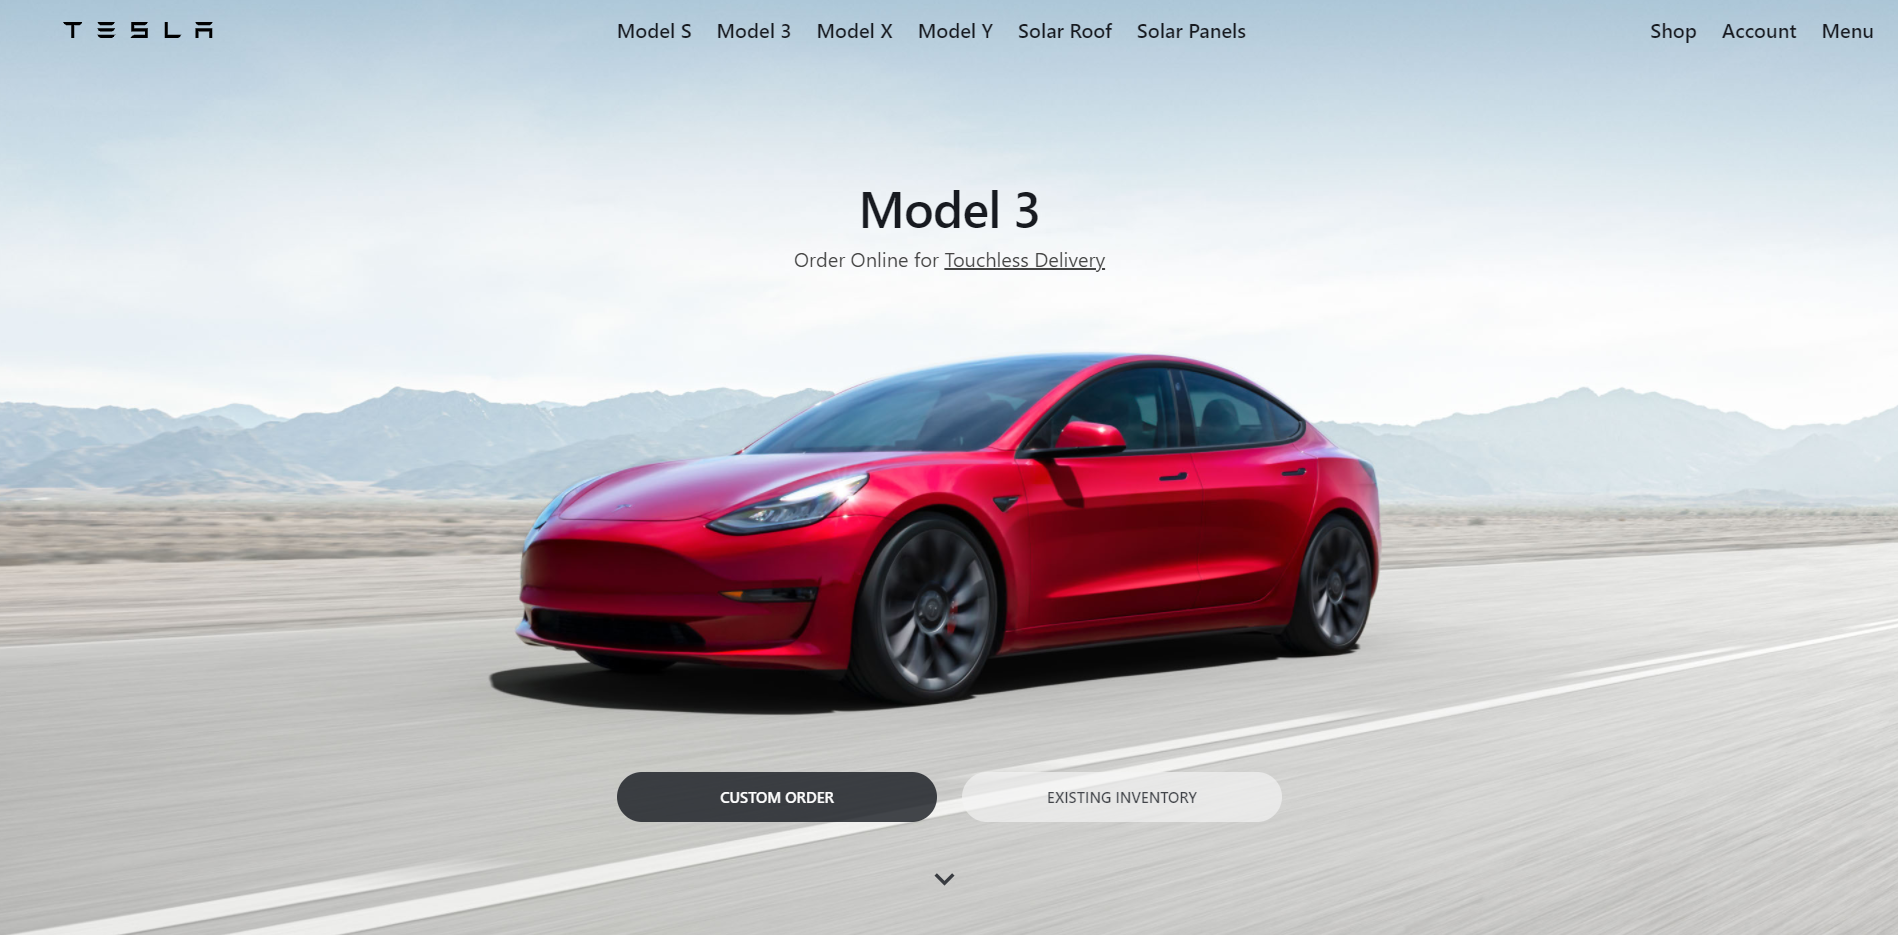 TESLA
Model S Model 3 Model X Model Y Solar Roof Solar Panels
Shop Account Menu
Model 3
Order Online for Touchless Delivery
CUSTOM ORDER
EXISTING INVENTORY